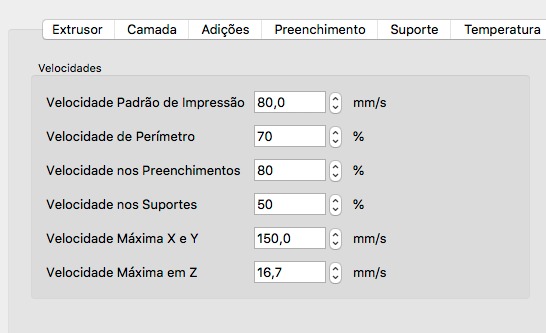 Extrusor Camada Adições Preenchimento Suporte Temperatura
Velocidades
Velocidade Padrão de Impressão 80,0 mm/s
Velocidade de Perímetro 70 %
Velocidade nos Preenchimentos 80 %
Velocidade nos Suportes 50 %
Velocidade Máxima X e Y 150,0 mm/s
Velocidade Máxima em Z 16,7 mm/s